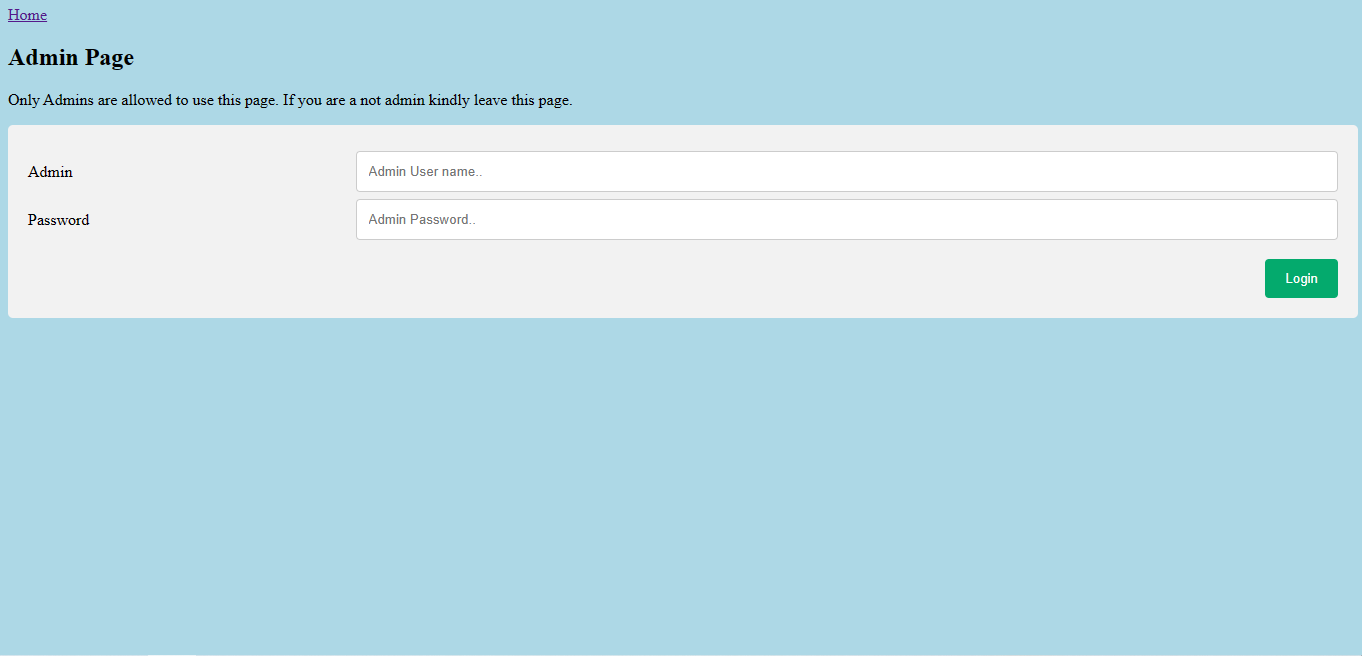 Home
Admin Page
Only Admins are allowed to use this page. If you are a not admin kindly leave this page.
Admin
Admin User name..
Password
Admin Password..
Login